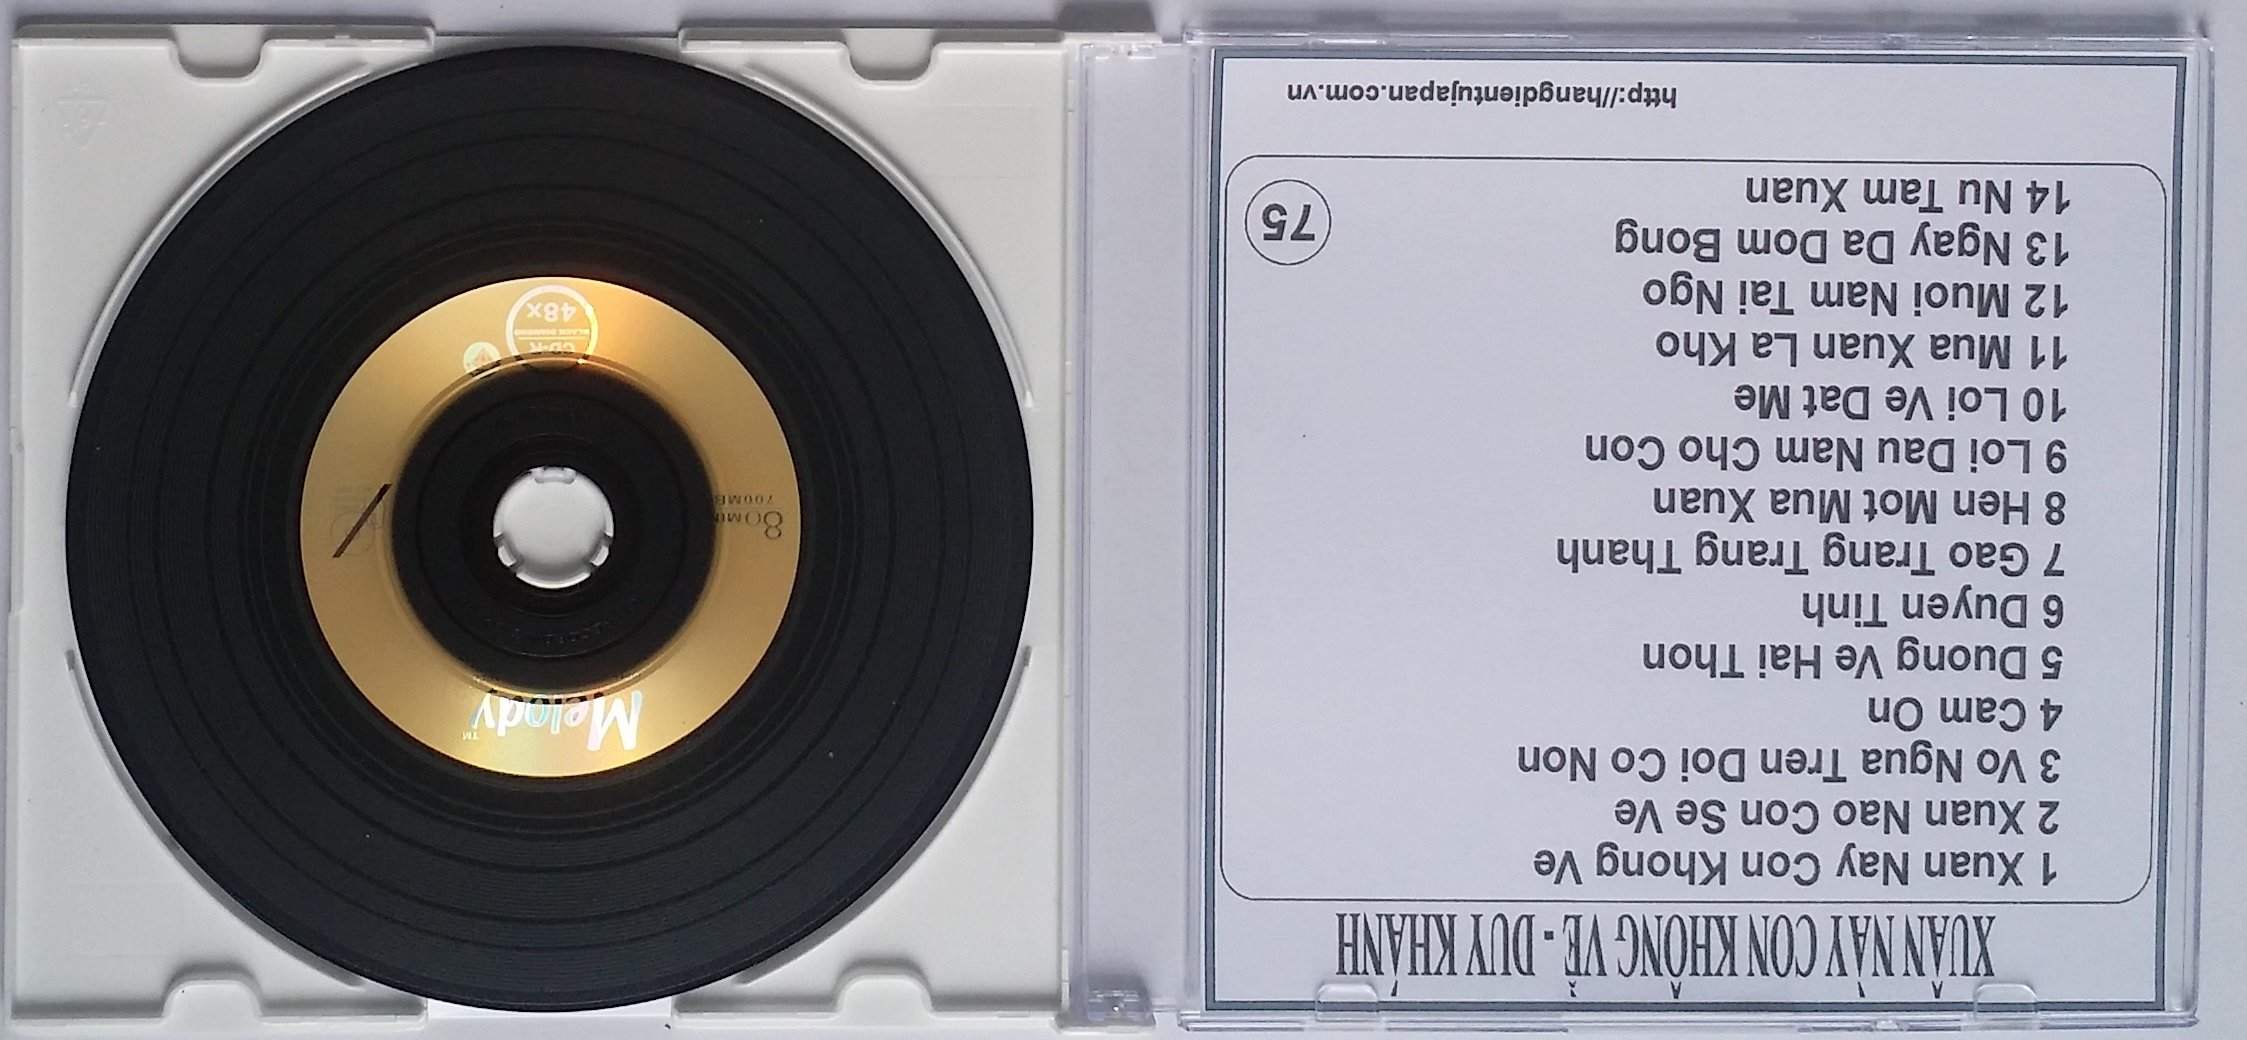 XUÂN NÀY CON KHÔNG VỀ - DUY KHÁNH
1 Xuan Nay Con Khong Ve
2 Xuan Nao Con Se Ve
3 Vo Ngua Tren Doi Co Non
4 Cam On
5 Duong Ve Hai Thon
6 Duyen Tinh
7 Gao Trang Trang Thanh
8 Hen Mot Mua Xuan
9 Loi Dau Nam Cho Con
10 Loi Ve Dat Me
11 Mua Xuan La Kho
12 Muoi Nam Tai Ngo
13 Ngay Da Dom Bong
14 Nu Tam Xuan
75
http://hangdientujapan.com.vn
Melody™
80MIN
700MB
CD-R
BLACK DIAMOND
48x